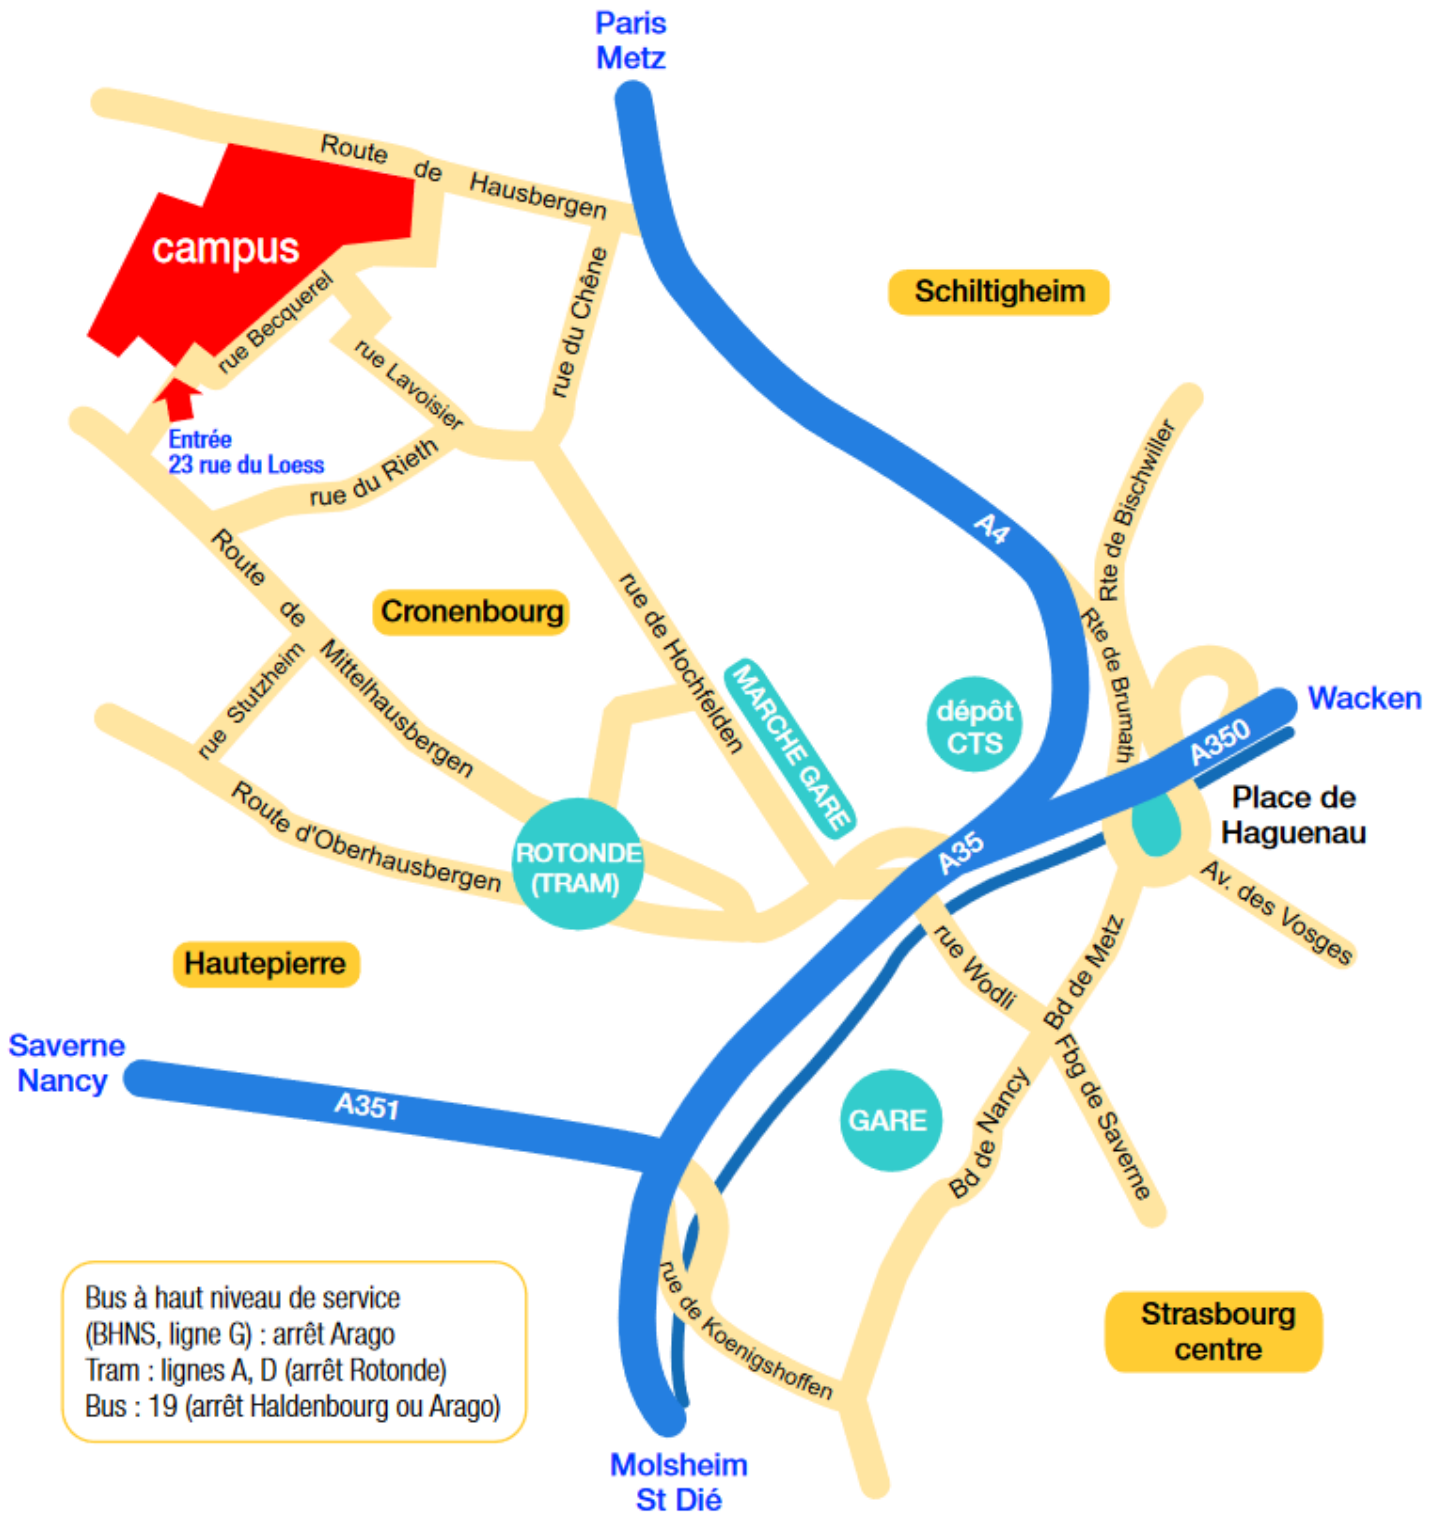 Paris
Metz
Route de Hausbergen
campus
rue du Chêne
Schiltigheim
rue Becquerel
rue Lavoisier
Entrée
23 rue du Loess
rue du Rieth
Rte de Bischwiller
A4
Route de Mittelhausbergen
Cronenbourg
rue de Hochfelden
Rte de Brumath
rue Stutzheim
MARCHE GARE
dépôt
CTS
Wacken
A350
Place de
Haguenau
Route d'Oberhausbergen
ROTONDE
(TRAM)
A35
Av. des Vosges
rue Wodli
Bd de Metz
Hautepierre
Saverne
Nancy
A351
GARE
Bd de Nancy
Fbg de Saverne
rue de Koenigshoffen
Strasbourg
centre
Bus à haut niveau de service
(BHNS, ligne G) : arrêt Arago
Tram : lignes A, D (arrêt Rotonde)
Bus : 19 (arrêt Haldenbourg ou Arago)
Molsheim
St Dié